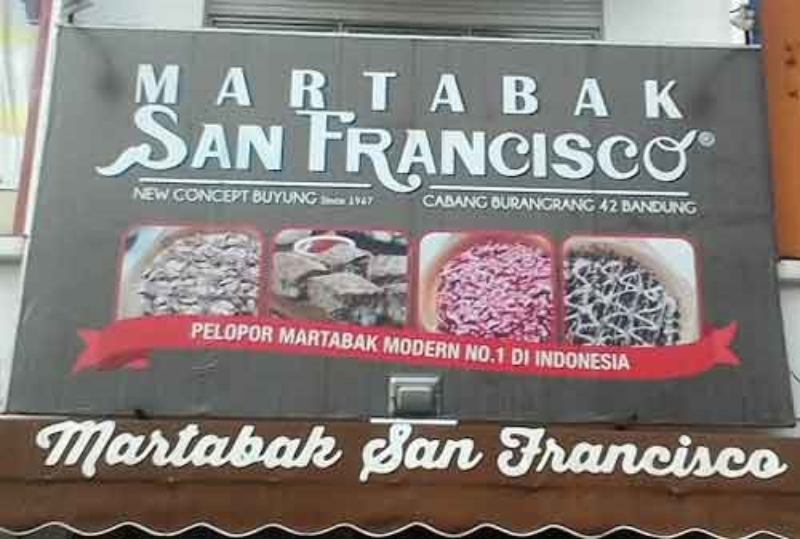 MARTABAK
SAN FRANCISCO®
NEW CONCEPT BUYUNG Since 1967 CABANG BURANGRANG 42 BANDUNG
PELOPOR MARTABAK MODERN NO.1 DI INDONESIA
Martabak San Francisco